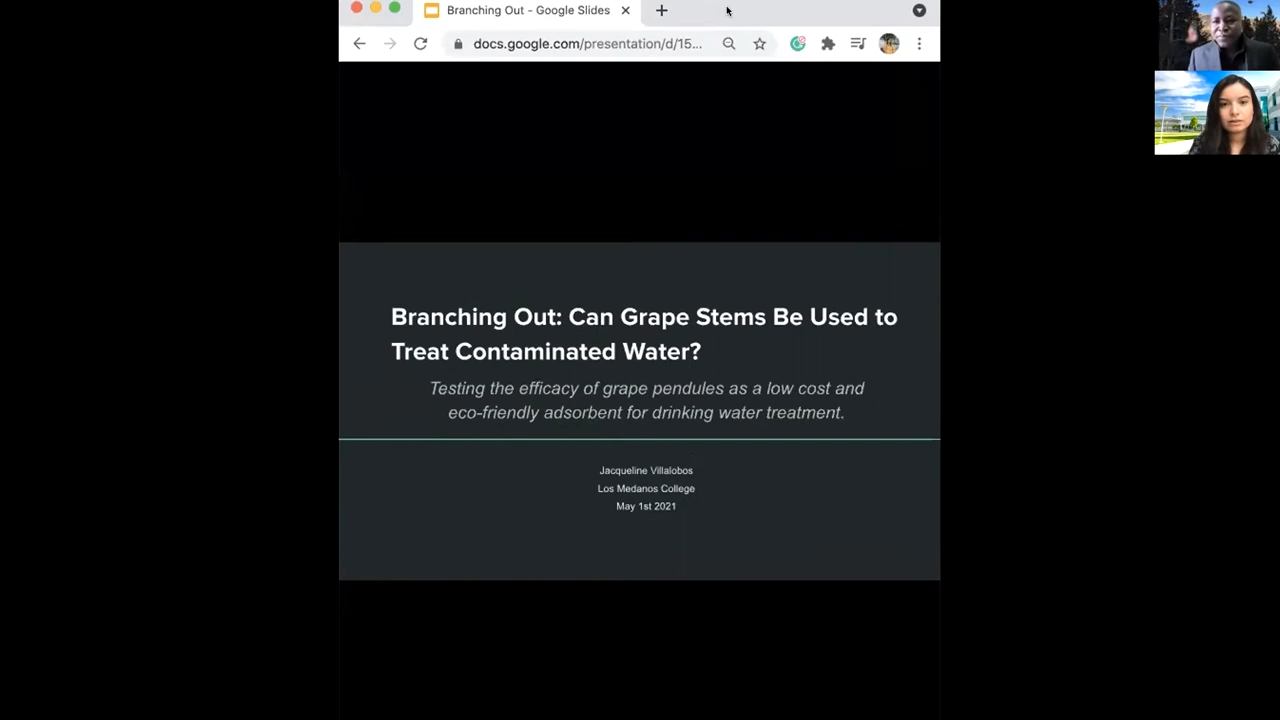 Branching Out - Google Slides
docs.google.com/presentation/d/15...
Branching Out: Can Grape Stems Be Used to
Treat Contaminated Water?
Testing the efficacy of grape pendules as a low cost and
eco-friendly adsorbent for drinking water treatment.
Jacqueline Villalobos
Los Medanos College
May 1st 2021